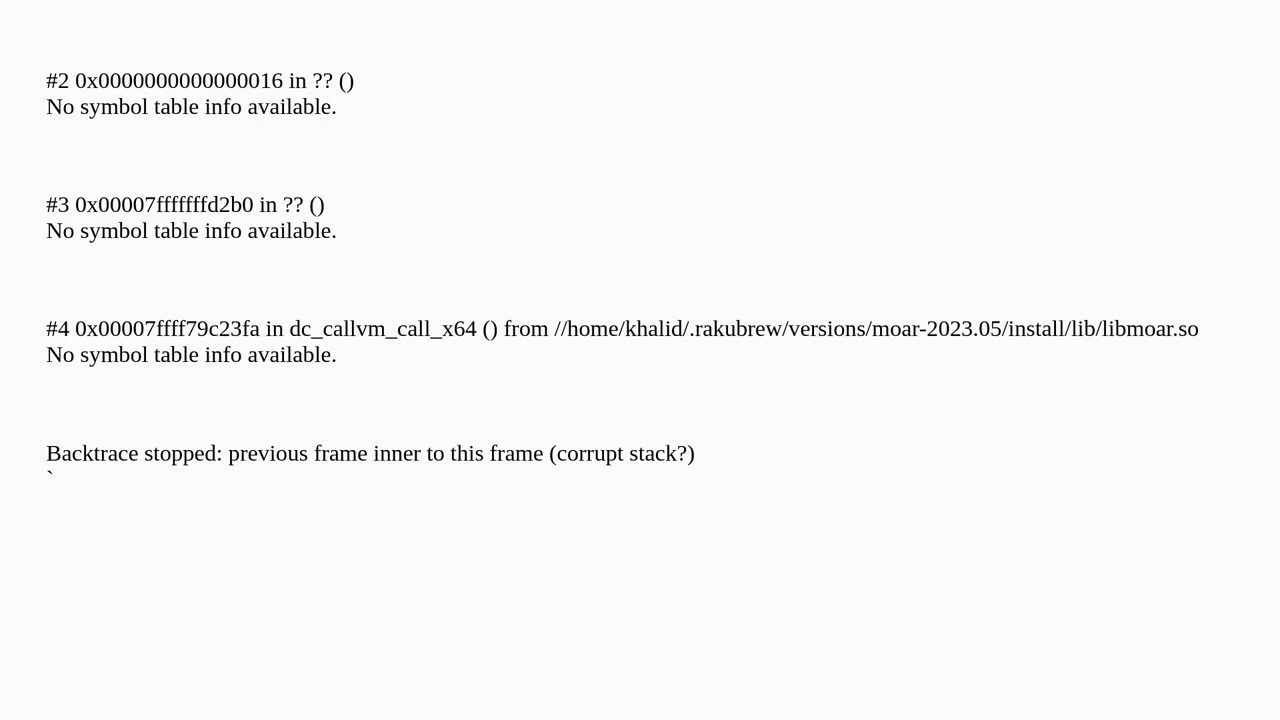 #2 0x0000000000000016 in ?? ()
No symbol table info available.
#3 0x00007fffffffd2b0 in ?? ()
No symbol table info available.
#4 0x00007ffff79c23fa in dc_callvm_call_x64 () from //home/khalid/.rakubrew/versions/moar-2023.05/install/lib/libmoar.so
No symbol table info available.
Backtrace stopped: previous frame inner to this frame (corrupt stack?)
`